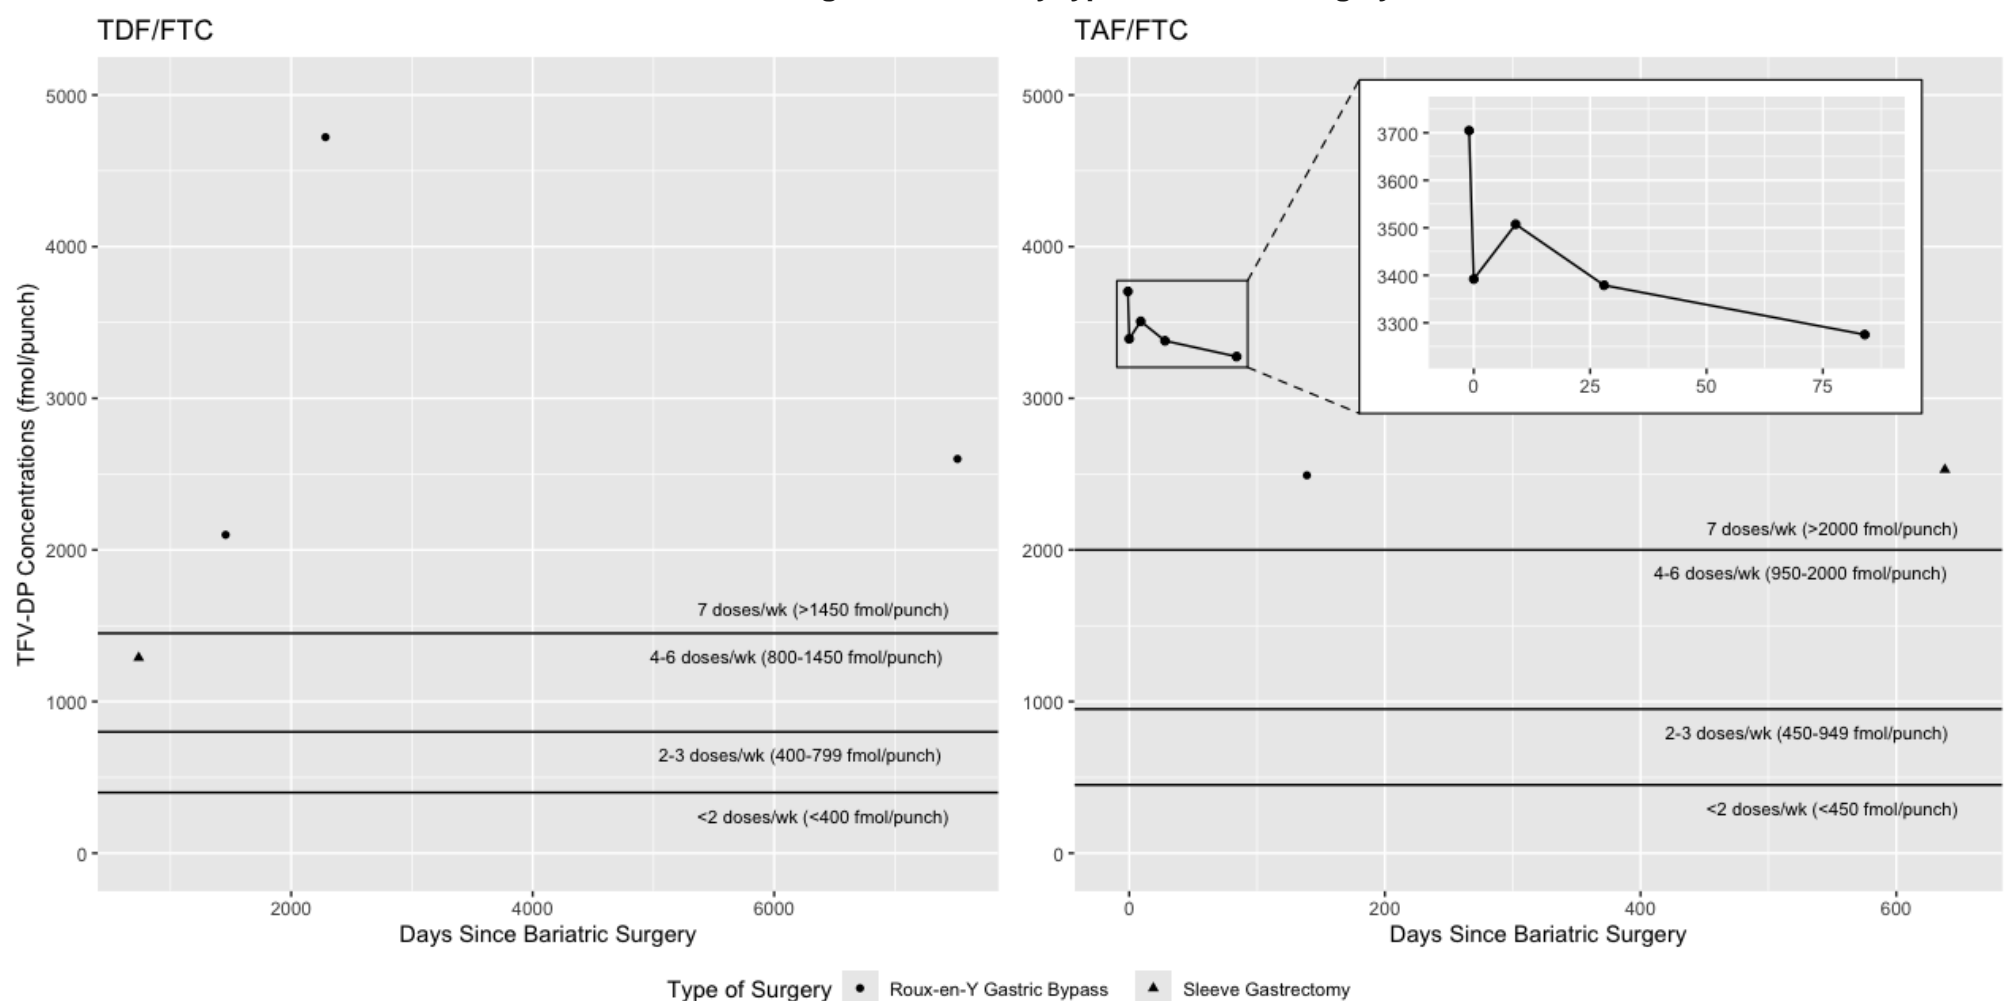 TDF/FTC
TAF/FTC
TFV-DP Concentrations (fmol/punch)
5000
4000
3000
2000
1000
0
7 doses/wk (>1450 fmol/punch)
4-6 doses/wk (800-1450 fmol/punch)
2-3 doses/wk (400-799 fmol/punch)
<2 doses/wk (<400 fmol/punch)
2000 4000 6000
Days Since Bariatric Surgery
5000
4000
3000
2000
1000
0
3700
3600
3500
3400
3300
0 25 50 75
7 doses/wk (>2000 fmol/punch)
4-6 doses/wk (950-2000 fmol/punch)
2-3 doses/wk (450-949 fmol/punch)
<2 doses/wk (<450 fmol/punch)
0 200 400 600
Days Since Bariatric Surgery
Type of Surgery Roux-en-Y Gastric Bypass Sleeve Gastrectomy